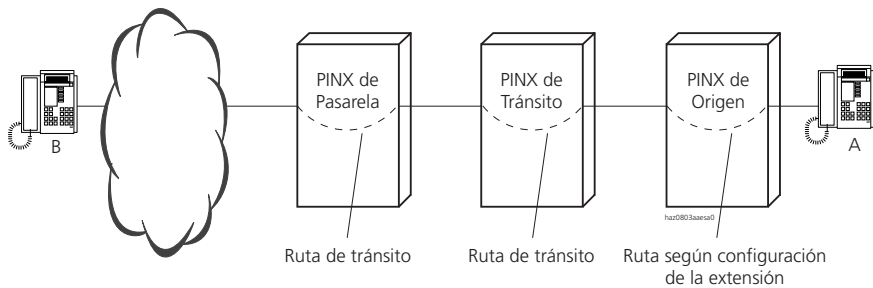 PINX de
Pasarela
PINX de
Tránsito
PINX de
Origen
B
A
haz0803aaesa0
Ruta de tránsito
Ruta de tránsito
Ruta según configuración
de la extensión